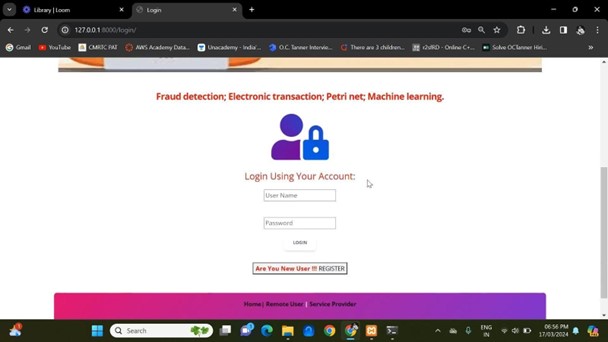 Login | Loom
Login
127.0.0.1:8000/login/
Gmail
YouTube
CMRTC PAT
AWS Academy Data...
Unacademy - India'...
O.C. Tanner Intervie...
There are 3 children...
r2sIRD - Online C++...
Solve OCTanner Hiri...
Fraud detection; Electronic transaction; Petri net; Machine learning.
Login Using Your Account:
User Name
Password
LOGIN
Are You New User !!! REGISTER
Home | Remote User | Service Provider
Search
ENG
IN
06:56 PM
17/03/2024